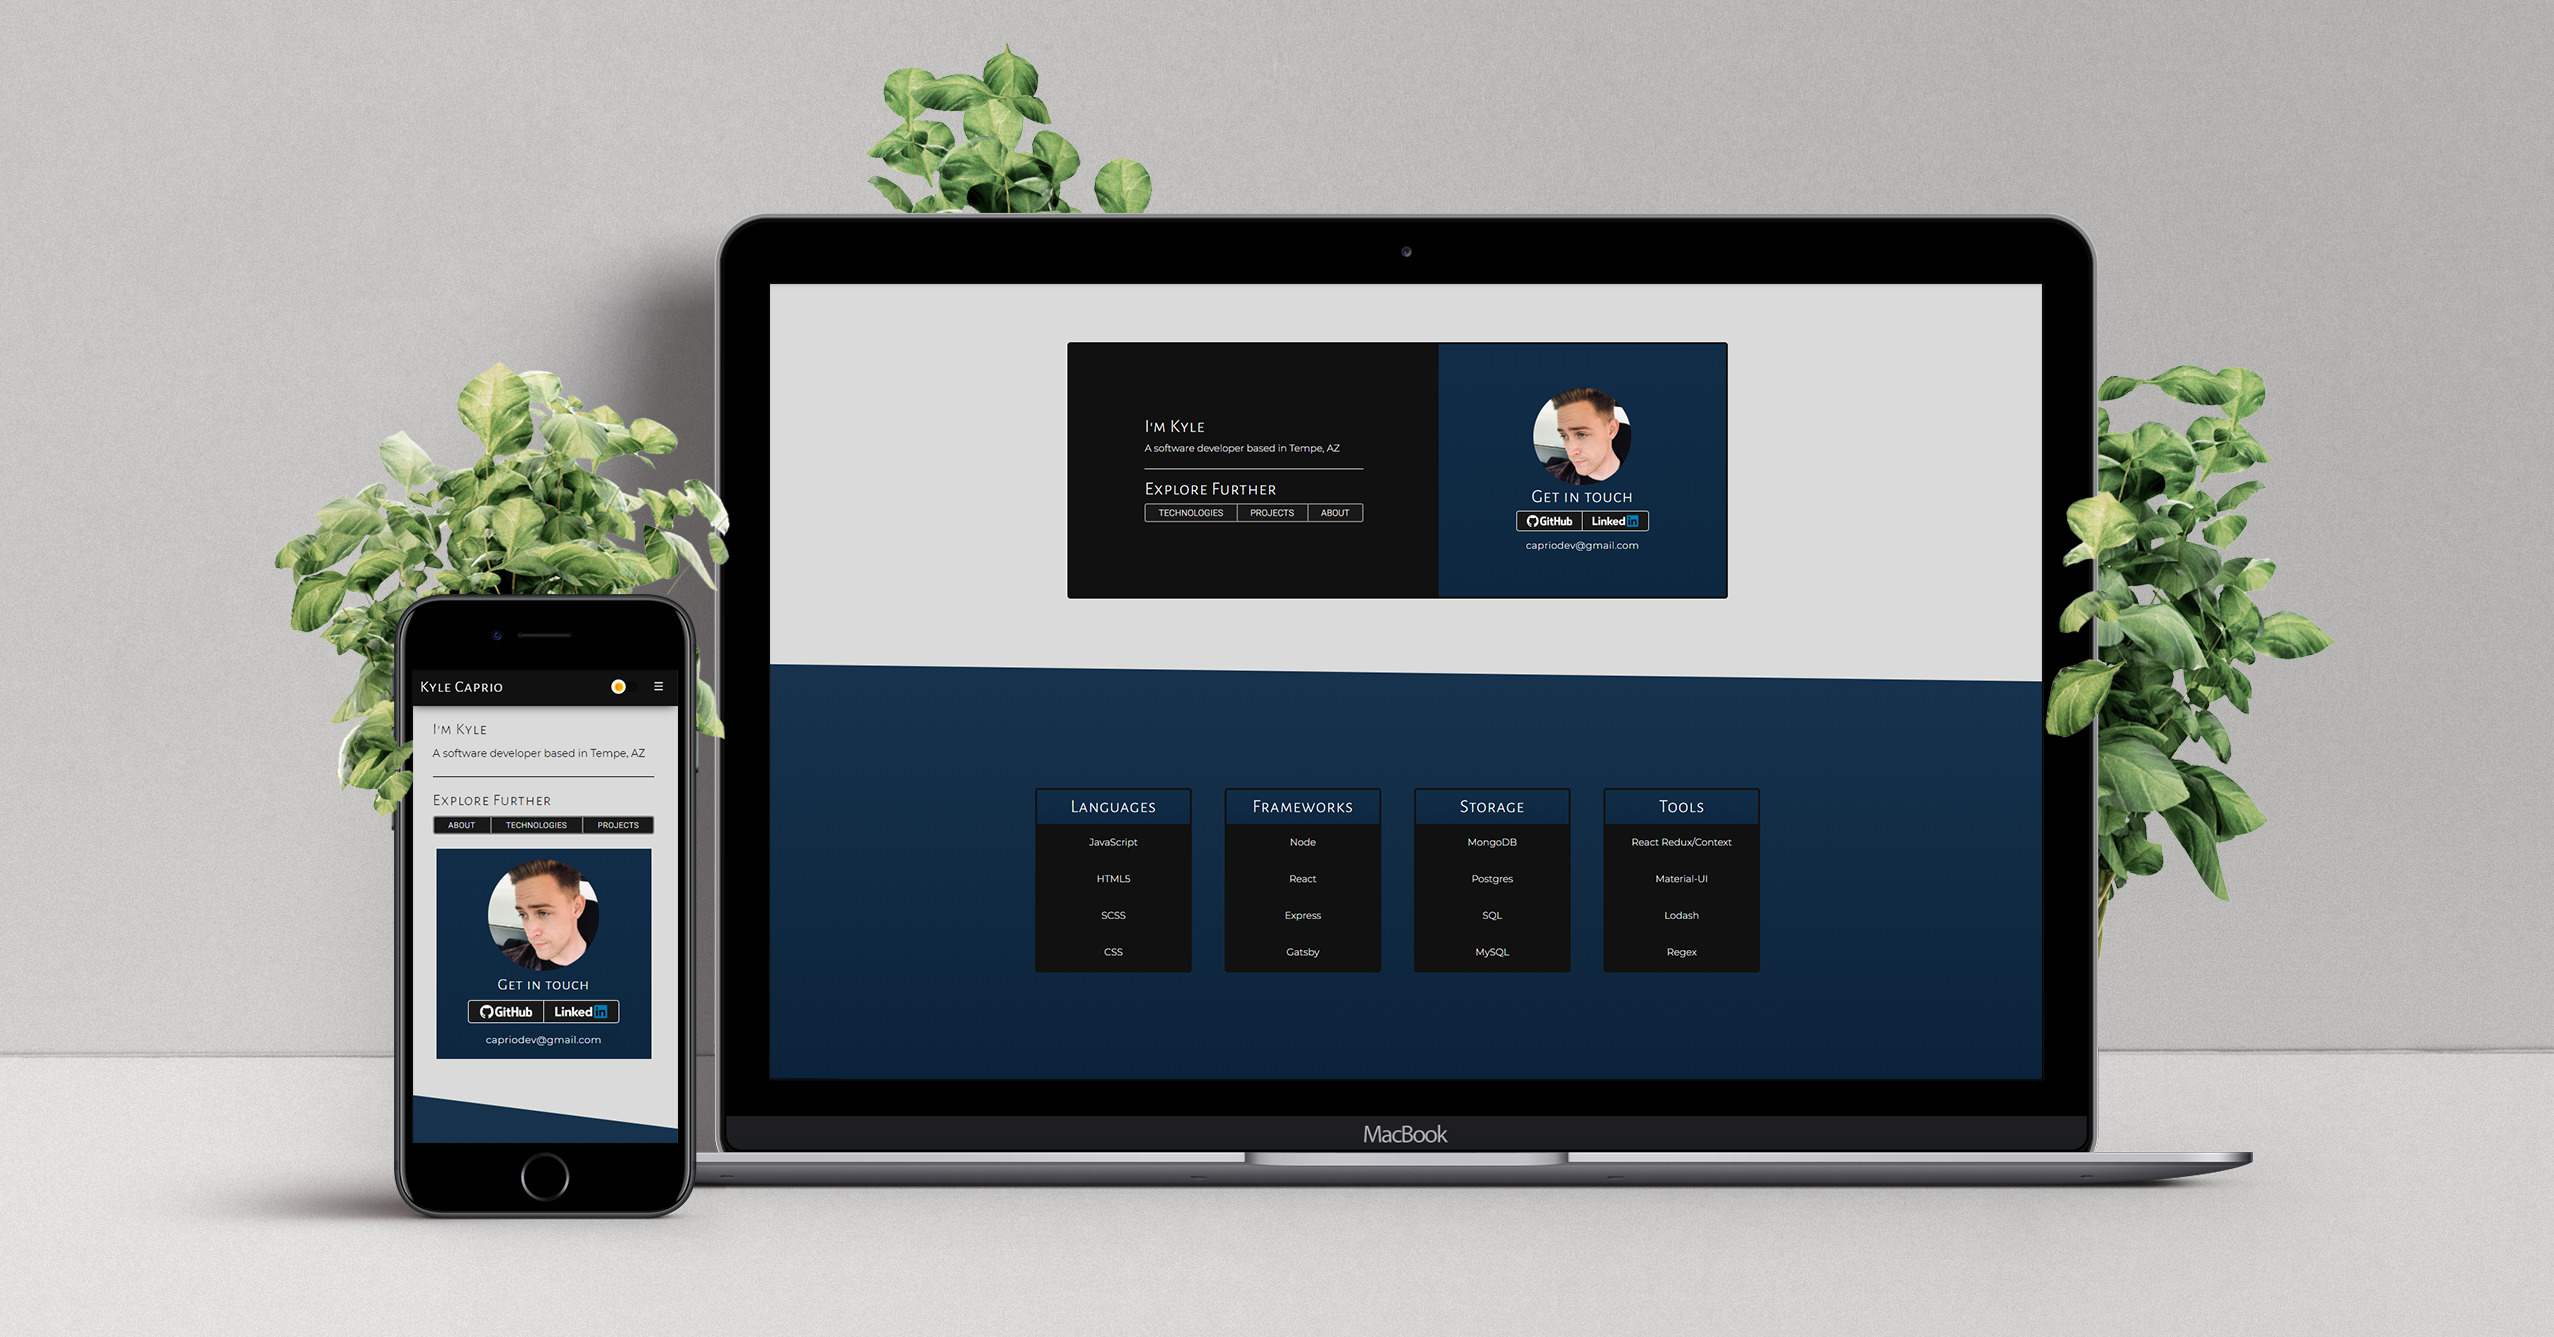 KYLE CAPRIO
I'M KYLE
A software developer based in Tempe, AZ
EXPLORE FURTHER
ABOUT TECHNOLOGIES PROJECTS
GET IN TOUCH
GitHub LinkedIn
capriodev@gmail.com
I'M KYLE
A software developer based in Tempe, AZ
EXPLORE FURTHER
TECHNOLOGIES PROJECTS ABOUT
GET IN TOUCH
GitHub LinkedIn
capriodev@gmail.com
LANGUAGES
JavaScript
HTML5
SCSS
CSS
FRAMEWORKS
Node
React
Express
Gatsby
STORAGE
MongoDB
Postgres
SQL
MySQL
TOOLS
React Redux/Context
Material-UI
Lodash
Regex
MacBook